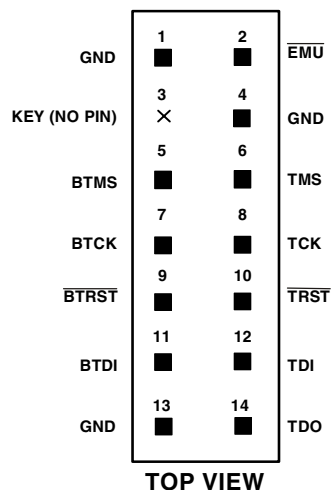 1 2
GND EMU
3 4
KEY (NO PIN) × GND
5 6
BTMS TMS
7 8
BTCK TCK
9 10
BTRST TRST
11 12
BTDI TDI
13 14
GND TDO
TOP VIEW